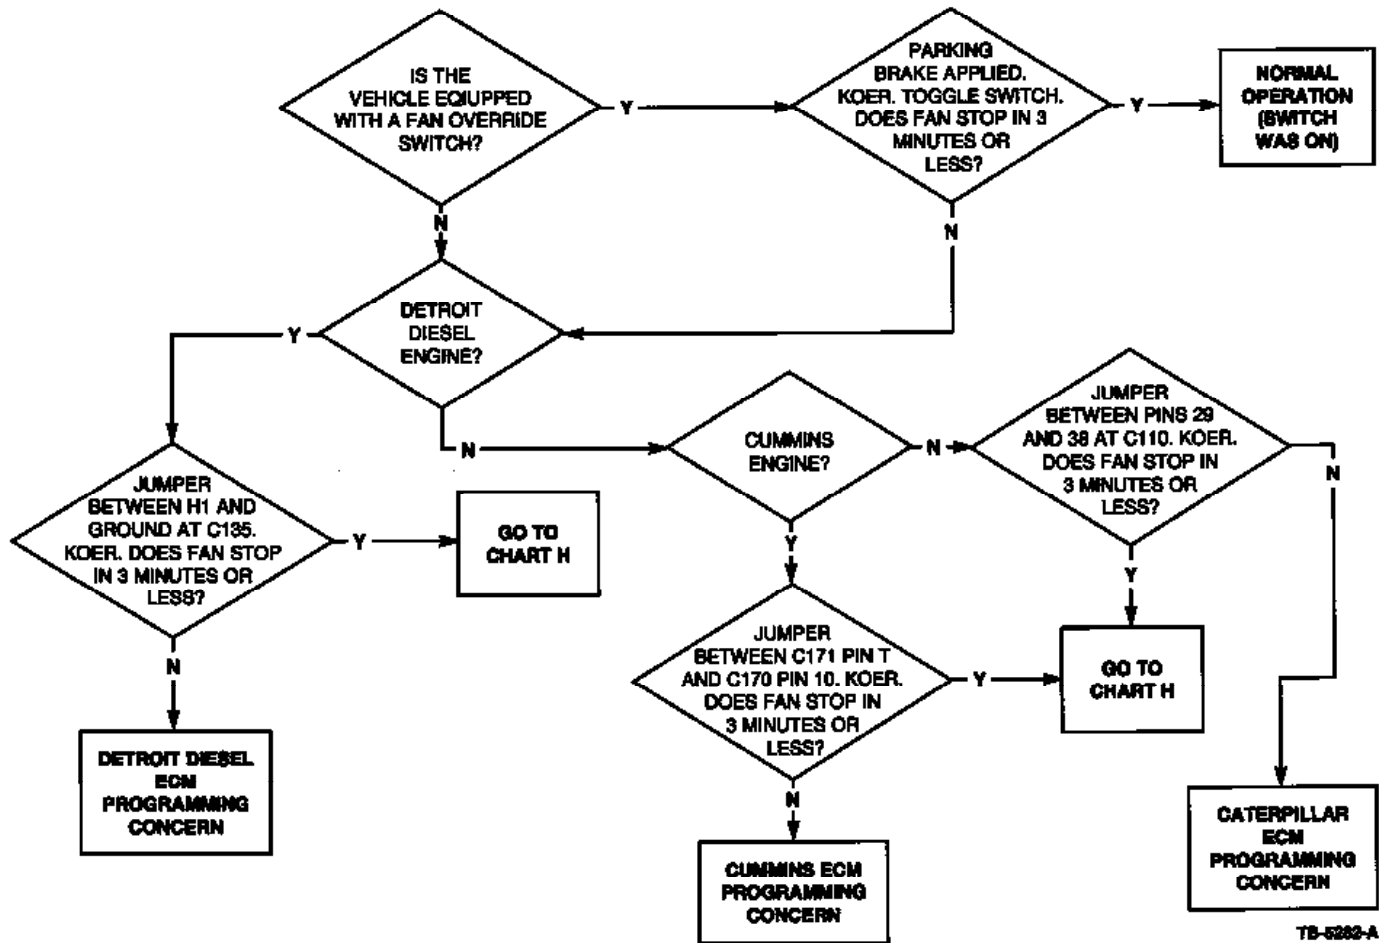 IS THE
VEHICLE EQIUPPED
WITH A FAN OVERRIDE
SWITCH?
Y
PARKING
BRAKE APPLIED.
KOER. TOGGLE SWITCH.
DOES FAN STOP IN 3
MINUTES OR
LESS?
Y
NORMAL
OPERATION
(SWITCH
WAS ON)
N
N
DETROIT
DIESEL
ENGINE?
Y
N
CUMMINS
ENGINE?
N
JUMPER
BETWEEN PINS 29
AND 38 AT C110. KOER.
DOES FAN STOP IN
3 MINUTES OR
LESS?
N
JUMPER
BETWEEN H1 AND
GROUND AT C135.
KOER. DOES FAN STOP
IN 3 MINUTES OR
LESS?
Y
GO TO
CHART H
Y
Y
N
JUMPER
BETWEEN C171 PIN T
AND C170 PIN 10. KOER.
DOES FAN STOP IN
3 MINUTES OR
LESS?
Y
GO TO
CHART H
DETROIT DIESEL
ECM
PROGRAMMING
CONCERN
N
CUMMINS ECM
PROGRAMMING
CONCERN
CATERPILLAR
ECM
PROGRAMMING
CONCERN
TB-5282-A